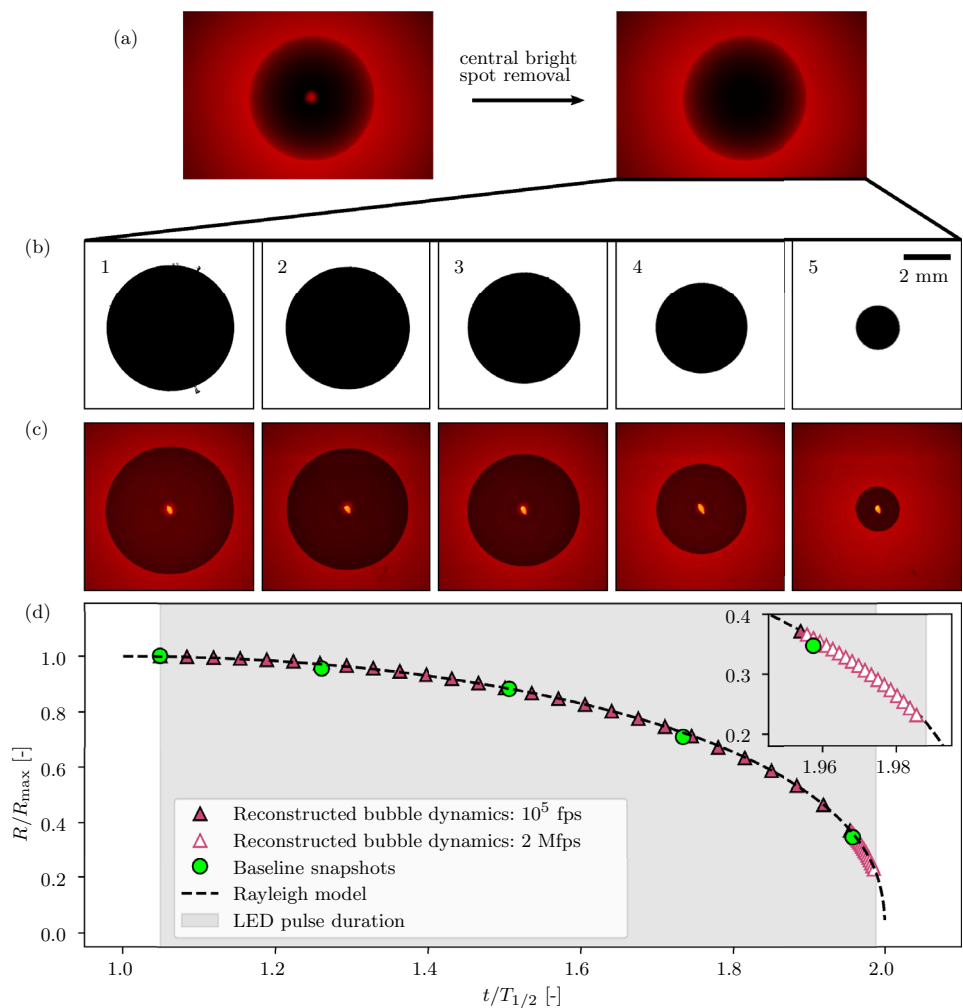 (a)
central bright
spot removal
(b)
1
2
3
4
5
2 mm
(c)
(d)
R/R_max [-]
1.0
0.8
0.6
0.4
0.2
0.0
0.4
0.3
0.2
1.96
1.98
Reconstructed bubble dynamics: 10⁵ fps
Reconstructed bubble dynamics: 2 Mfps
Baseline snapshots
Rayleigh model
LED pulse duration
1.0
1.2
1.4
1.6
1.8
2.0
t/T_1/2 [-]